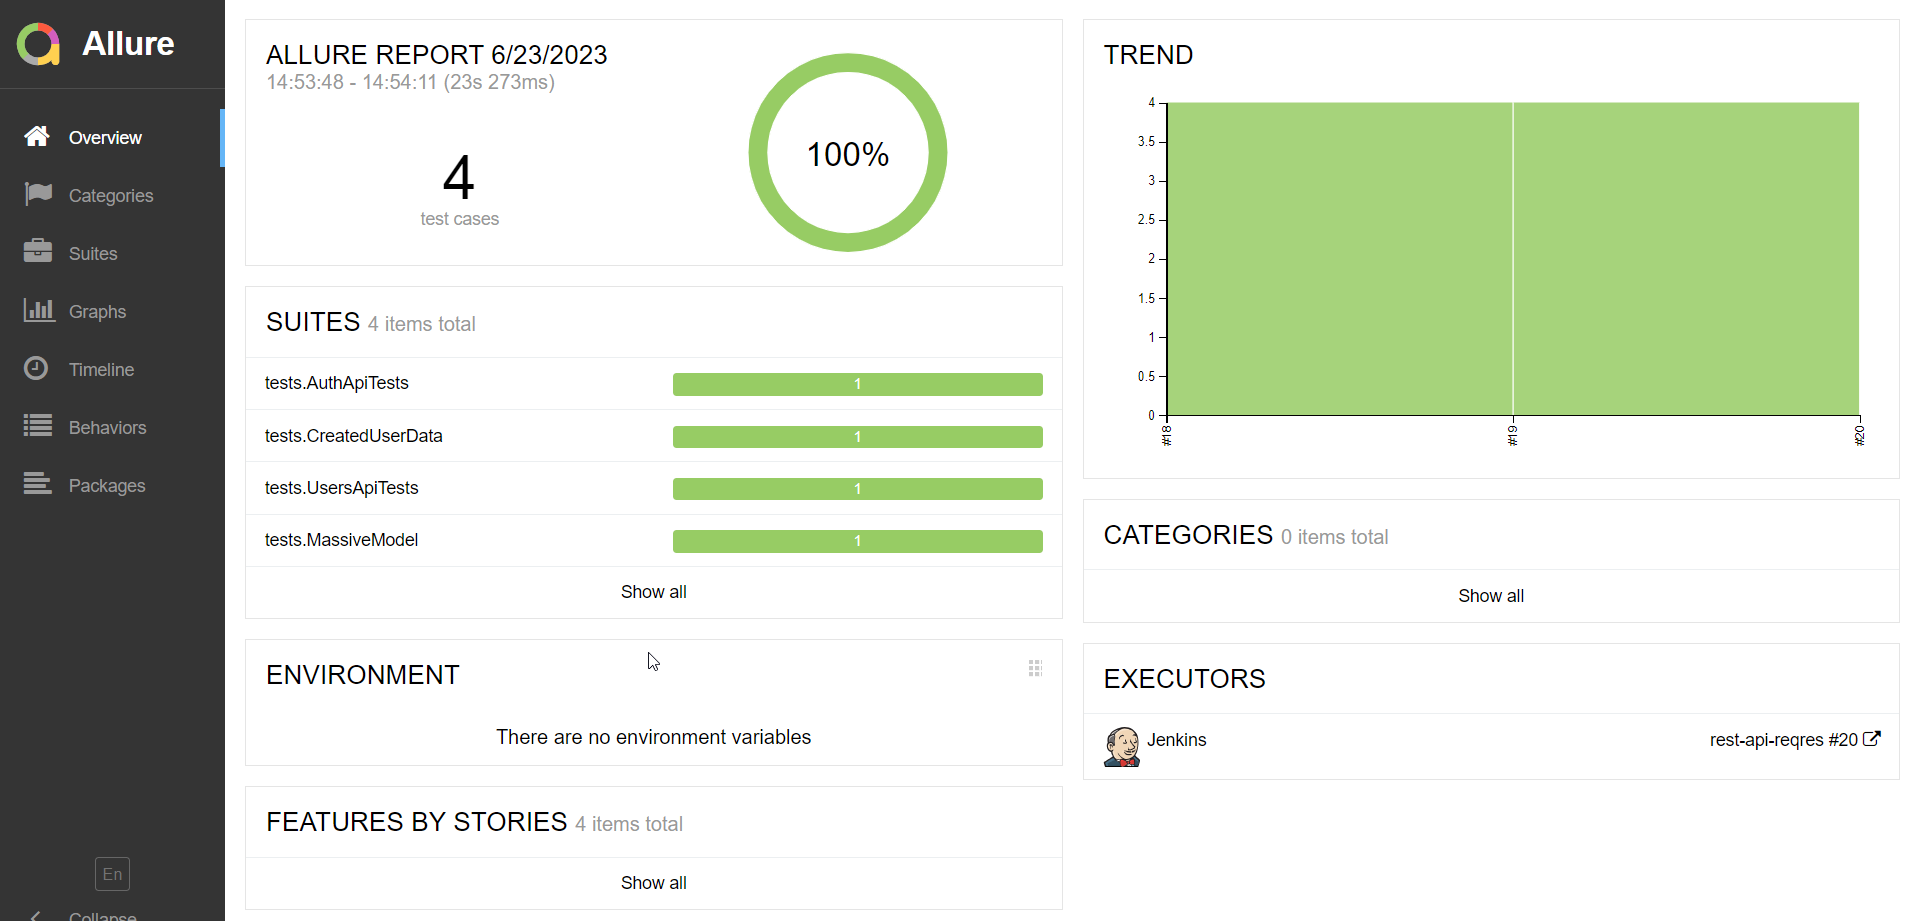 Allure
Overview
Categories
Suites
Graphs
Timeline
Behaviors
Packages
En
Collapse
ALLURE REPORT 6/23/2023
14:53:48 - 14:54:11 (23s 273ms)
4
test cases
100%
SUITES 4 items total
tests.AuthApiTests 1
tests.CreatedUserData 1
tests.UsersApiTests 1
tests.MassiveModel 1
Show all
ENVIRONMENT
There are no environment variables
FEATURES BY STORIES 4 items total
Show all
TREND
4
3.5
3
2.5
2
1.5
1
0.5
0
#18 #19 #20
CATEGORIES 0 items total
Show all
EXECUTORS
Jenkins rest-api-reqres #20